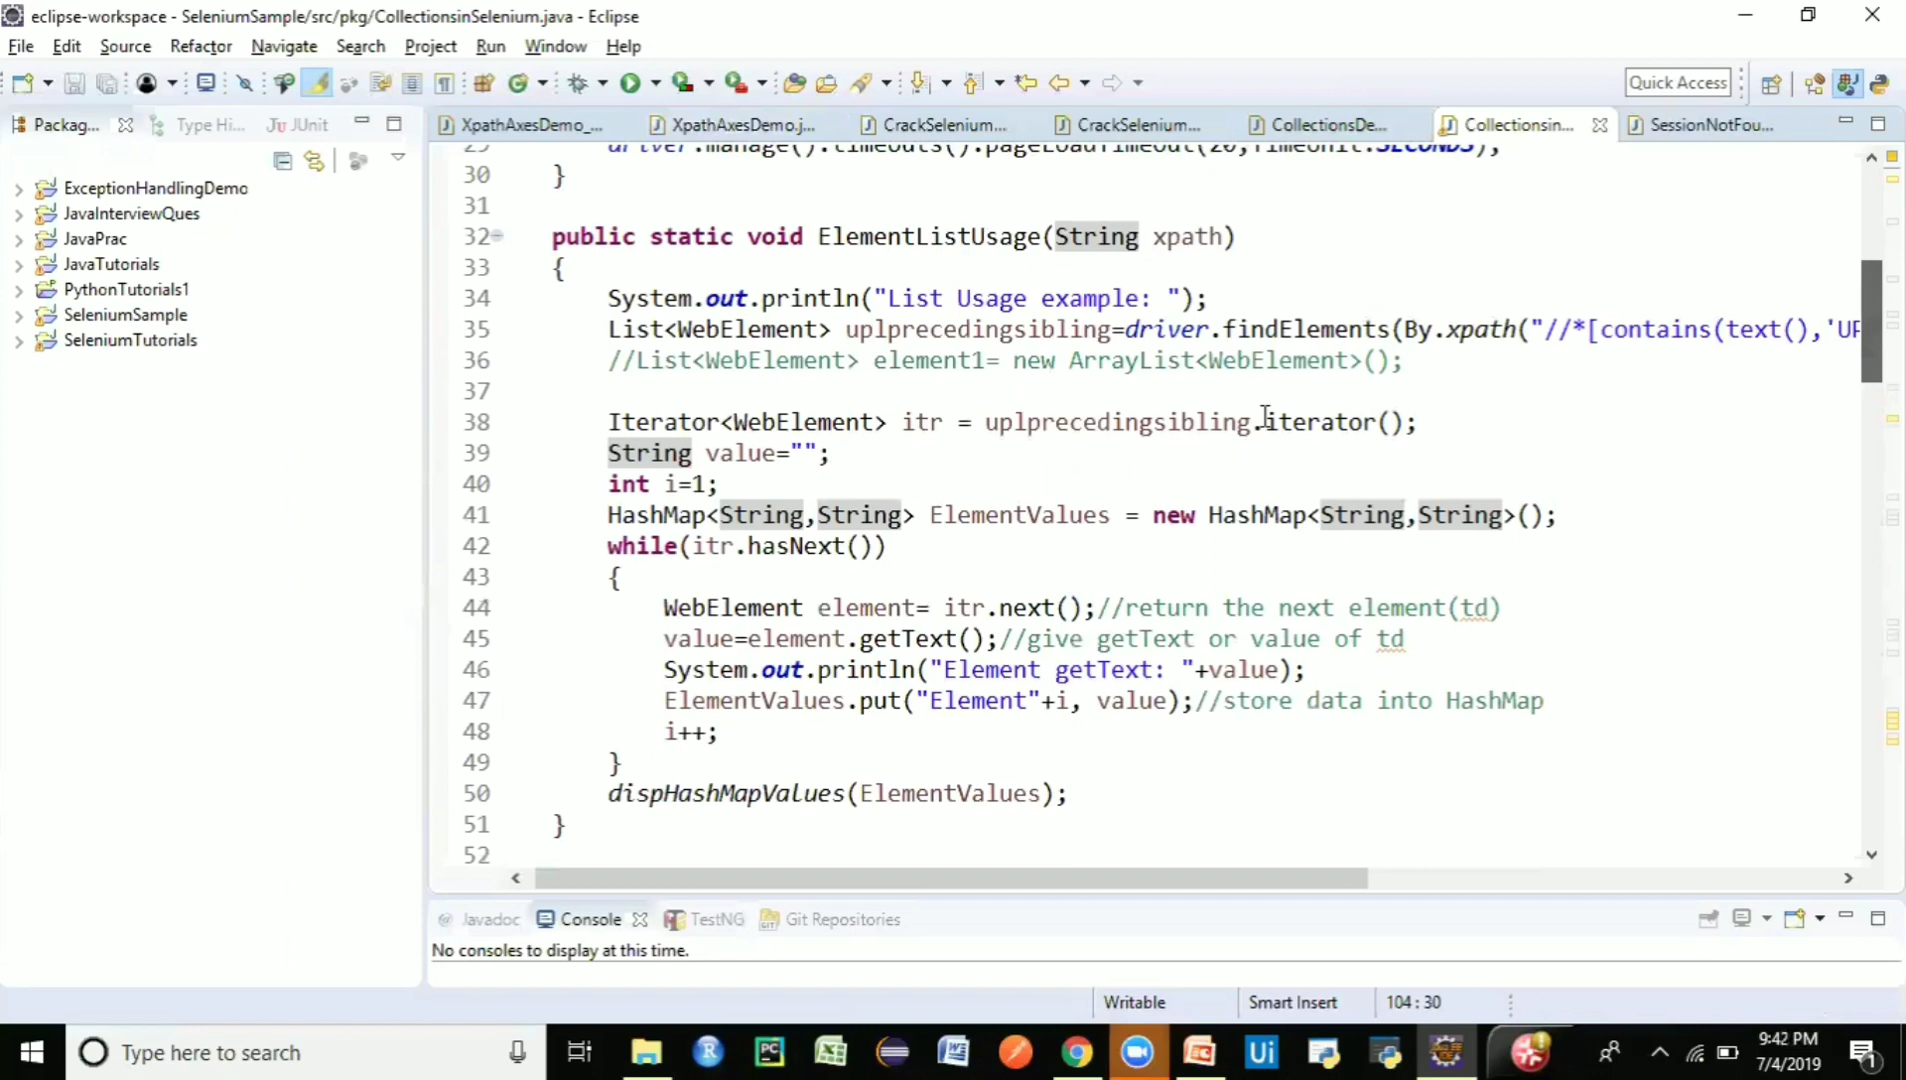 eclipse-workspace - SeleniumSample/src/pkg/CollectionsinSelenium.java - Eclipse
File Edit Source Refactor Navigate Search Project Run Window Help
Quick Access
Packag... Type Hi... JUnit
XpathAxesDemo_... XpathAxesDemo.j... CrackSelenium... CrackSelenium... CollectionsDe... Collectionsin... SessionNotFou...
ExceptionHandlingDemo
JavaInterviewQues
JavaPrac
JavaTutorials
PythonTutorials1
SeleniumSample
SeleniumTutorials
29 driver.manage().timeouts().pageLoadTimeout(20,TimeUnit.SECONDS);
30 }
31
32 public static void ElementListUsage(String xpath)
33 {
34 System.out.println("List Usage example: ");
35 List<WebElement> uplprecedingsibling=driver.findElements(By.xpath("//*[contains(text(),'UP
36 //List<WebElement> element1= new ArrayList<WebElement>();
37
38 Iterator<WebElement> itr = uplprecedingsibling.iterator();
39 String value="";
40 int i=1;
41 HashMap<String,String> ElementValues = new HashMap<String,String>();
42 while(itr.hasNext())
43 {
44 WebElement element= itr.next();//return the next element(td)
45 value=element.getText();//give getText or value of td
46 System.out.println("Element getText: "+value);
47 ElementValues.put("Element"+i, value);//store data into HashMap
48 i++;
49 }
50 dispHashMapValues(ElementValues);
51 }
52
@ Javadoc Console TestNG Git Repositories
No consoles to display at this time.
Writable Smart Insert 104 : 30
Type here to search
9:42 PM
7/4/2019